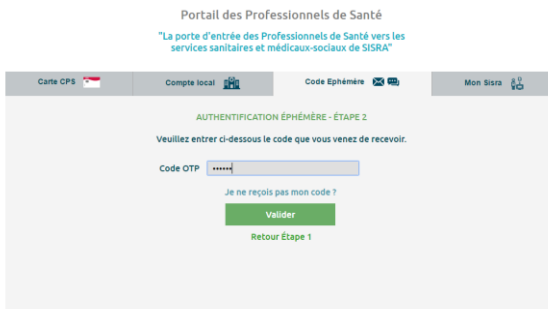 Portail des Professionnels de Santé
"La porte d'entrée des Professionnels de Santé vers les
services sanitaires et médicaux-sociaux de SISRA"
Carte CPS
Compte local
Code Ephémère
Mon Sisra
AUTHENTIFICATION ÉPHÉMÈRE - ÉTAPE 2
Veuillez entrer ci-dessous le code que vous venez de recevoir.
Code OTP ••••••
Je ne reçois pas mon code ?
Valider
Retour Étape 1